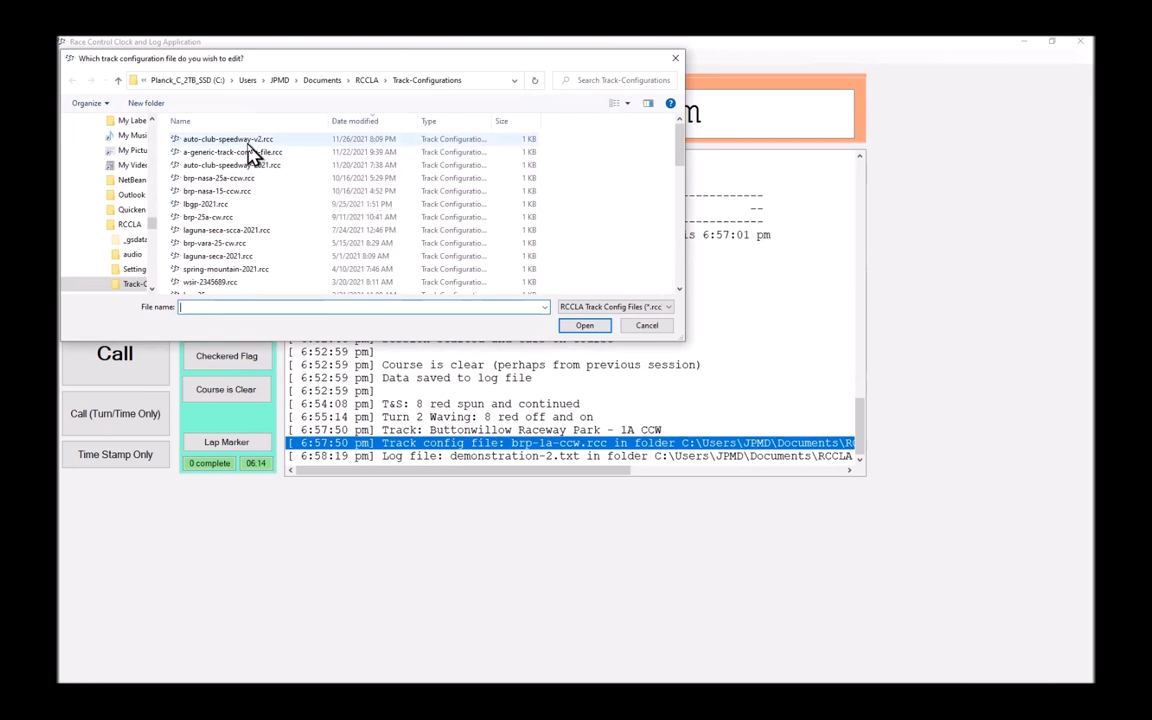 Race Control Clock and Log Application
Which track configuration file do you wish to edit?
« Planck_C_2TB_SSD (C:) › Users › JPMD › Documents › RCCLA › Track-Configurations
Search Track-Configurations
Organize New folder
Name Date modified Type Size
My Labe
My Musi
My Pictu
My Video
NetBean
Outlook
Quicken
RCCLA
_gsdata
audio
Setting
Track-C
auto-club-speedway-v2.rcc 11/26/2021 8:09 PM Track Configuratio... 1 KB
a-generic-track-config-file.rcc 11/22/2021 9:39 AM Track Configuratio... 1 KB
auto-club-speedway-2021.rcc 11/20/2021 7:38 AM Track Configuratio... 1 KB
brp-nasa-25a-ccw.rcc 10/16/2021 5:29 PM Track Configuratio... 1 KB
brp-nasa-15-ccw.rcc 10/16/2021 4:52 PM Track Configuratio... 1 KB
lbgp-2021.rcc 9/25/2021 1:51 PM Track Configuratio... 1 KB
brp-25a-cw.rcc 9/11/2021 10:41 AM Track Configuratio... 1 KB
laguna-seca-scca-2021.rcc 7/24/2021 12:46 PM Track Configuratio... 1 KB
brp-vara-25-cw.rcc 5/15/2021 8:29 AM Track Configuratio... 1 KB
laguna-seca-2021.rcc 5/1/2021 8:09 AM Track Configuratio... 1 KB
spring-mountain-2021.rcc 4/10/2021 7:46 AM Track Configuratio... 1 KB
wsir-2345689.rcc 3/20/2021 8:11 AM Track Configuratio... 1 KB
File name: RCCLA Track Config Files (*.rcc
Open Cancel
m
--------------
--
--------------
is 6:57:01 pm
Call
Call (Turn/Time Only)
Time Stamp Only
Checkered Flag
Course is Clear
Lap Marker
0 complete 06:14
[ 6:52:59 pm]
[ 6:52:59 pm] Course is clear (perhaps from previous session)
[ 6:52:59 pm] Data saved to log file
[ 6:52:59 pm]
[ 6:54:08 pm] T&S: 8 red spun and continued
[ 6:55:14 pm] Turn 2 Waving: 8 red off and on
[ 6:57:50 pm] Track: Buttonwillow Raceway Park - 1A CCW
[ 6:57:50 pm] Track config file: brp-1a-ccw.rcc in folder C:\Users\JPMD\Documents\RC
[ 6:58:19 pm] Log file: demonstration-2.txt in folder C:\Users\JPMD\Documents\RCCLA